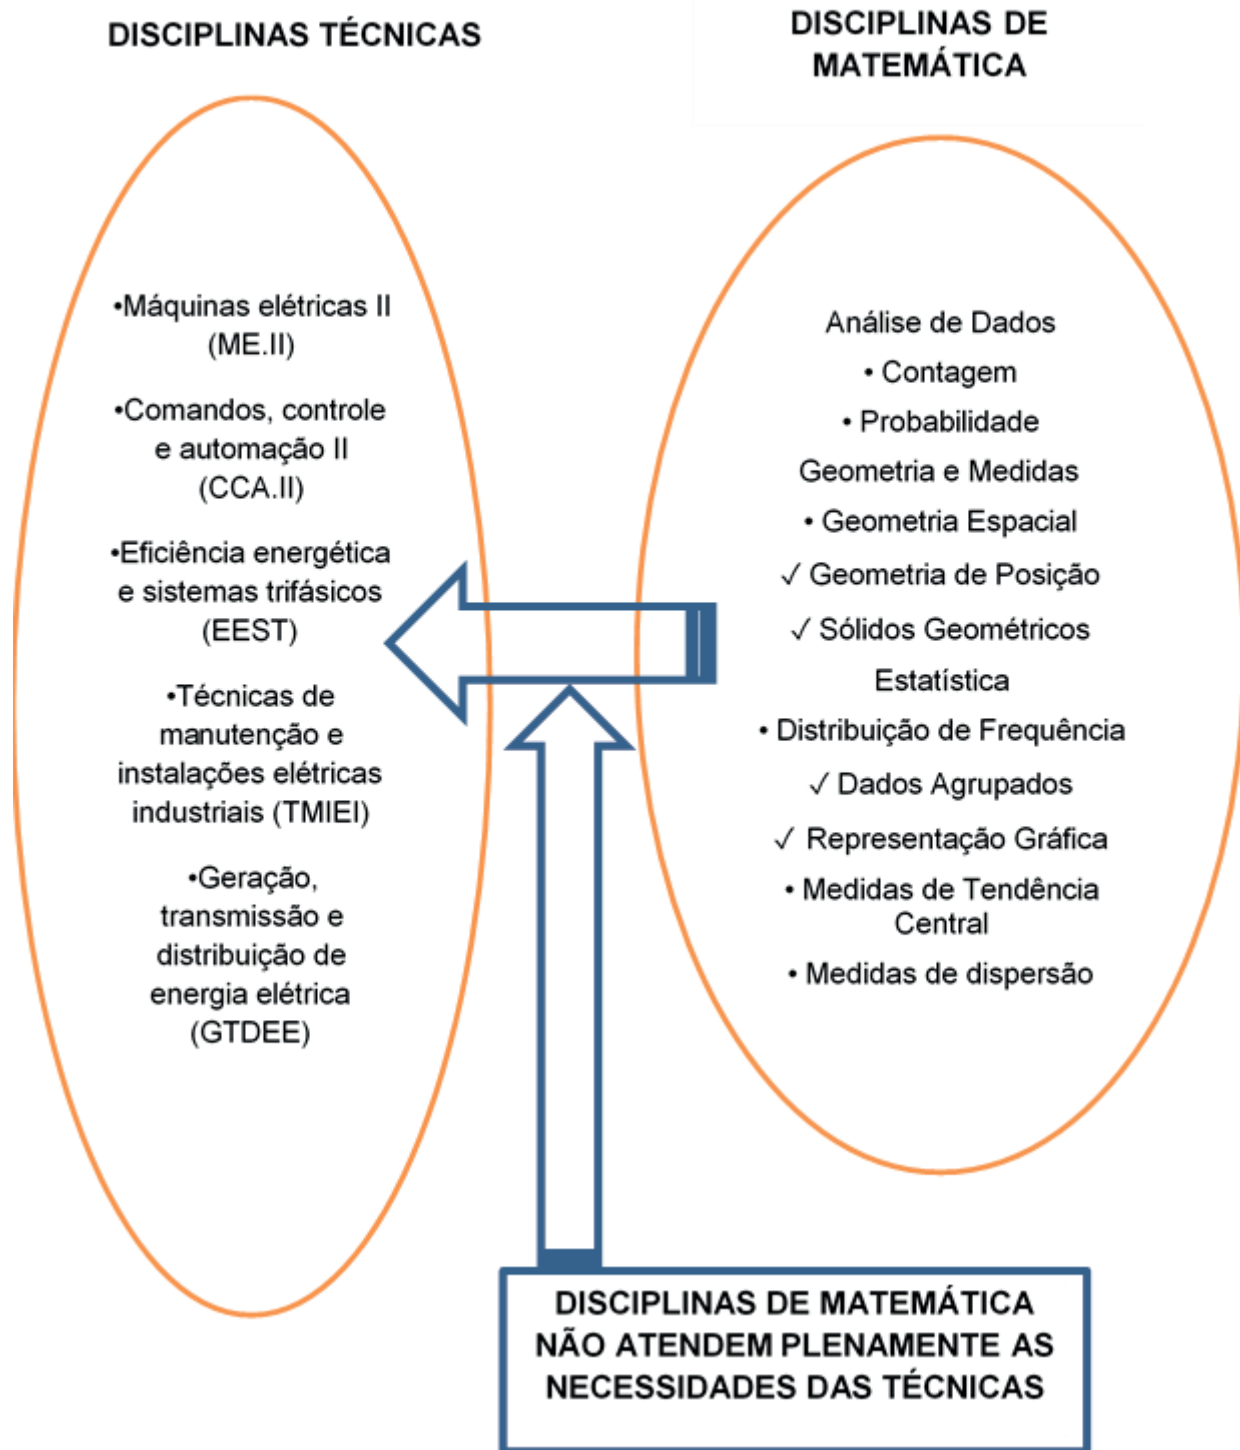 DISCIPLINAS TÉCNICAS
•Máquinas elétricas II
(ME.II)
•Comandos, controle
e automação II
(CCA.II)
•Eficiência energética
e sistemas trifásicos
(EEST)
•Técnicas de
manutenção e
instalações elétricas
industriais (TMIEI)
•Geração,
transmissão e
distribuição de
energia elétrica
(GTDEE)
DISCIPLINAS DE
MATEMÁTICA
Análise de Dados
• Contagem
• Probabilidade
Geometria e Medidas
• Geometria Espacial
✓ Geometria de Posição
✓ Sólidos Geométricos
Estatística
• Distribuição de Frequência
✓ Dados Agrupados
✓ Representação Gráfica
• Medidas de Tendência
Central
• Medidas de dispersão
DISCIPLINAS DE MATEMÁTICA
NÃO ATENDEM PLENAMENTE AS
NECESSIDADES DAS TÉCNICAS